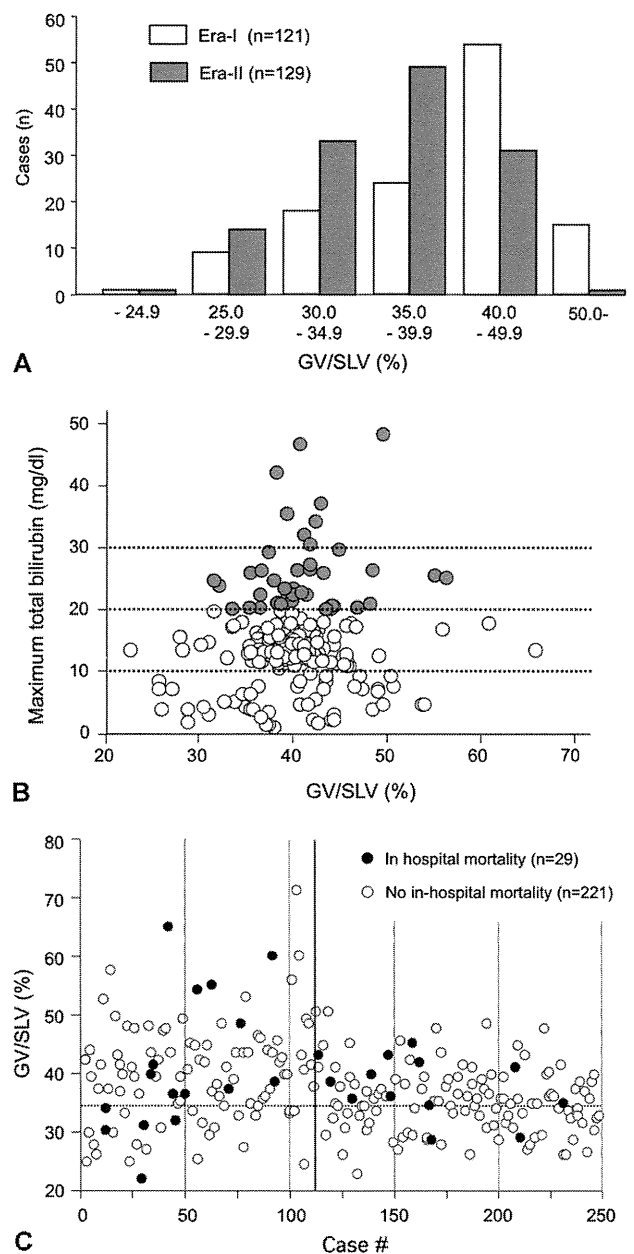 60
50
40
30
20
10
0
Cases (n)
Era-I (n=121)
Era-II (n=129)
- 24.9 25.0 30.0 35.0 40.0 50.0-
- 29.9 - 34.9 - 39.9 - 49.9
GV/SLV (%)
A
50
40
30
20
10
0
Maximum total bilirubin (mg/dl)
20 30 40 50 60 70
GV/SLV (%)
B
80
70
60
50
40
30
20
GV/SLV (%)
In hospital mortality (n=29)
No in-hospital mortality (n=221)
0 50 100 150 200 250
Case #
C